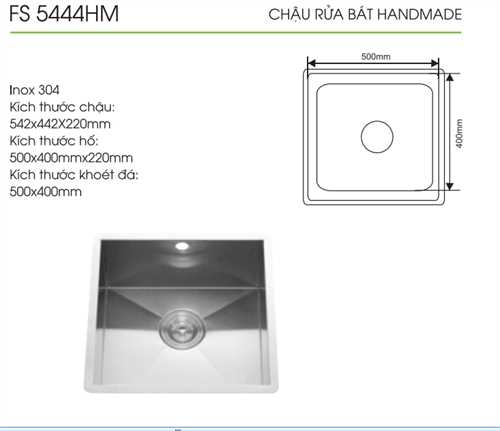 FS 5444HM
CHẬU RỬA BÁT HANDMADE
500mm
400mm
Inox 304
Kích thước chậu:
542x442X220mm
Kích thước hố:
500x400mmx220mm
Kích thước khoét đá:
500x400mm